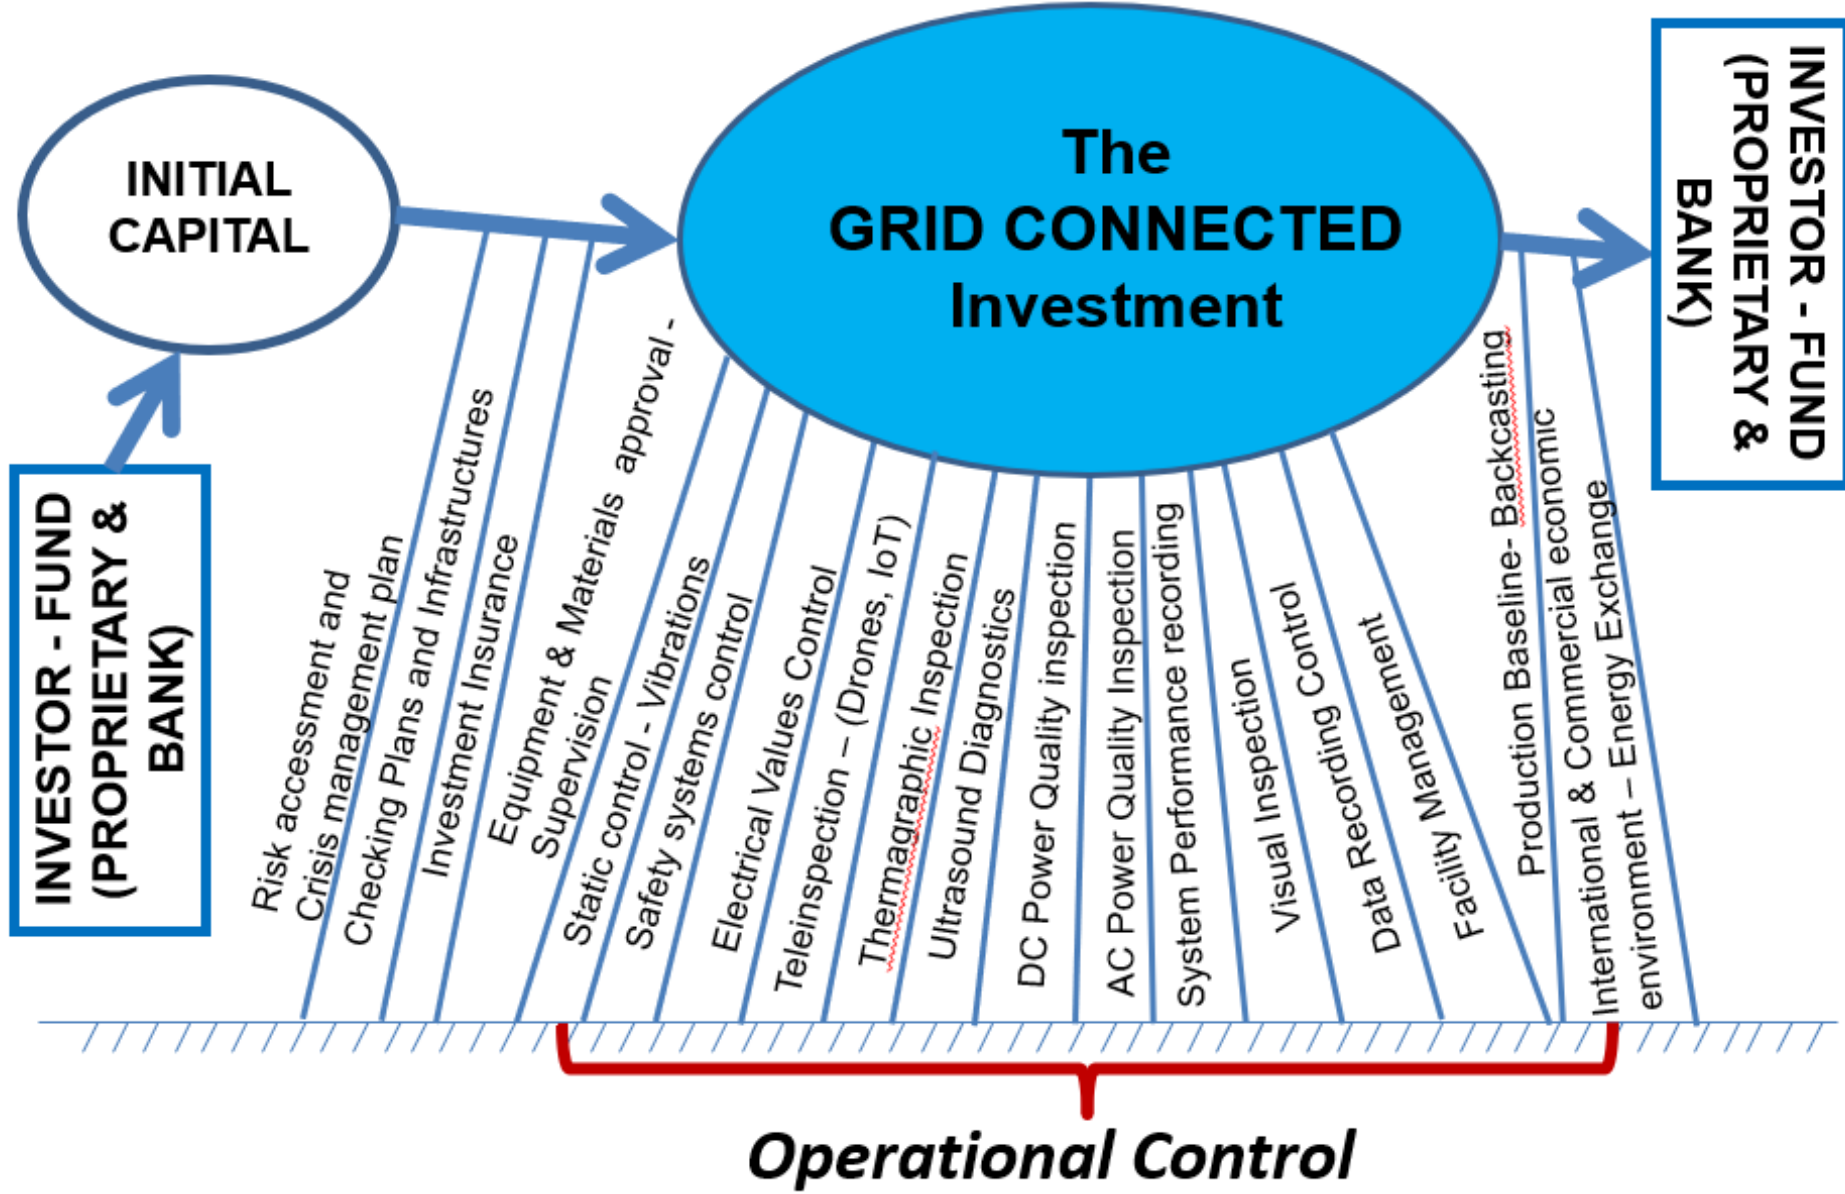 INITIAL
CAPITAL
The
GRID CONNECTED
Investment
INVESTOR - FUND
(PROPRIETARY &
BANK)
INVESTOR - FUND
(PROPRIETARY &
BANK)
Risk accessment and
Crisis management plan
Checking Plans and Infrastructures
Investment Insurance
Equipment & Materials approval -
Supervision
Static control - Vibrations
Safety systems control
Electrical Values Control
Teleinspection – (Drones, IoT)
Thermagraphic Inspection
Ultrasound Diagnostics
DC Power Quality inspection
AC Power Quality Inspection
System Performance recording
Visual Inspection
Data Recording Control
Facility Management
Production Baseline- Backcasting
International & Commercial economic
environment – Energy Exchange
Operational Control